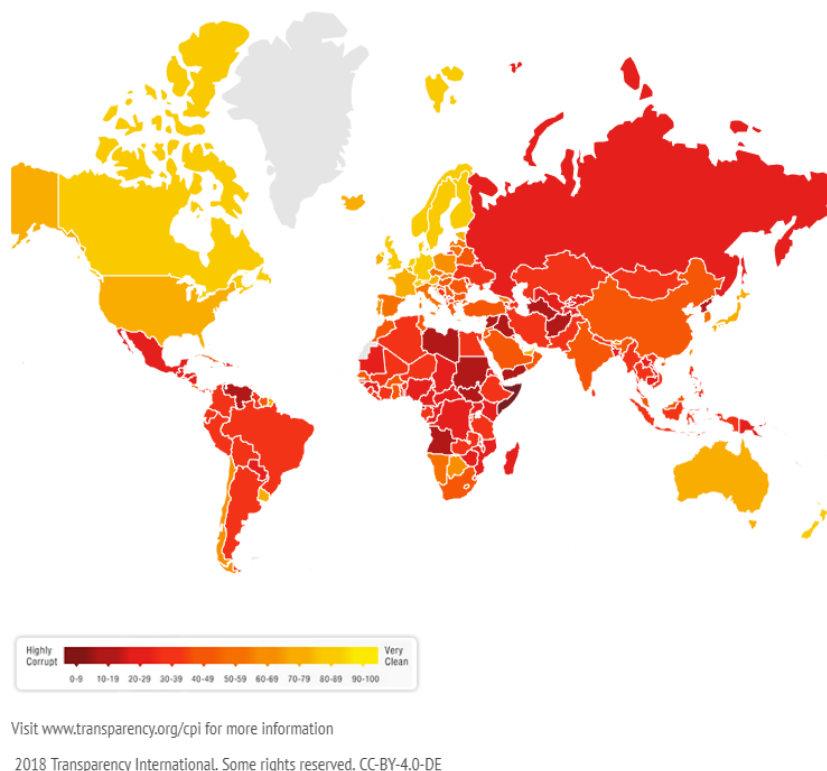 Highly Corrupt
Very Clean
0-9 10-19 20-29 30-39 40-49 50-59 60-69 70-79 80-89 90-100
Visit www.transparency.org/cpi for more information
2018 Transparency International. Some rights reserved. CC-BY-4.0-DE